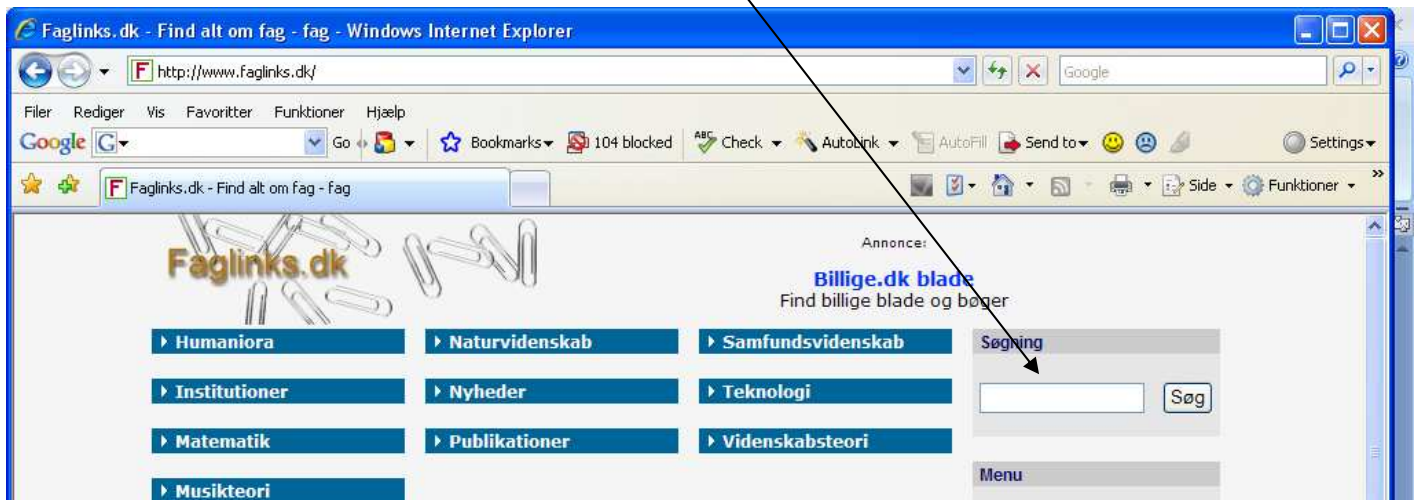 Faglinks.dk - Find alt om fag - fag - Windows Internet Explorer
http://www.faglinks.dk/
Google
Filer Rediger Vis Favoritter Funktioner Hjælp
Google G Go Bookmarks 104 blocked ABC Check AutoLink AutoFill Send to Settings
Faglinks.dk - Find alt om fag - fag
Side Funktioner »
Faglinks.dk
Annonce:
Billige.dk blade
Find billige blade og bøger
Humaniora Naturvidenskab Samfundsvidenskab Søgning
Institutioner Nyheder Teknologi
Søg
Matematik Publikationer Videnskabsteori
Menu
Musikteori